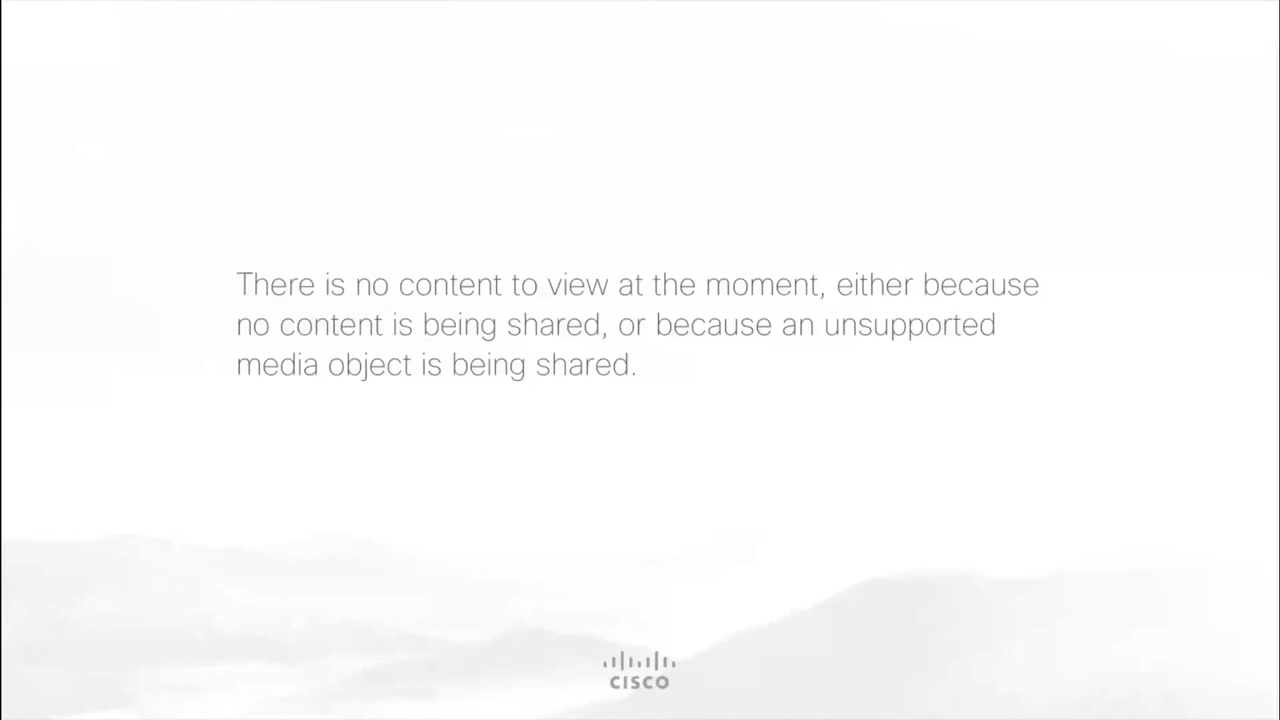 There is no content to view at the moment, either because
no content is being shared, or because an unsupported
media object is being shared.
CISCO